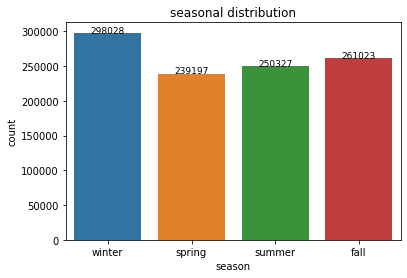 seasonal distribution
300000
250000
200000
150000
100000
50000
0
count
298028
239197
250327
261023
winter spring summer fall
season